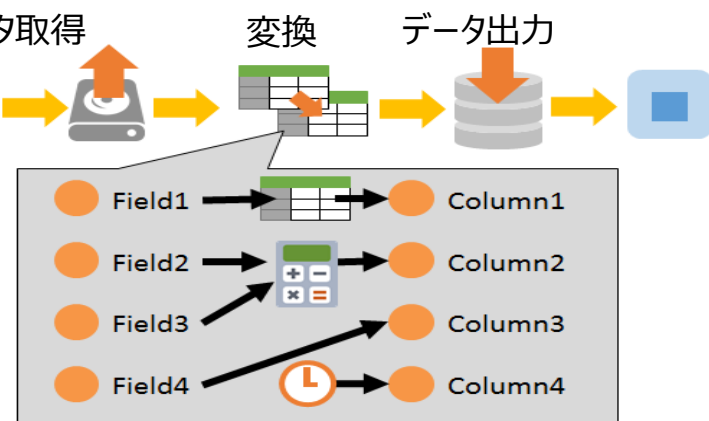 タ取得
変換
データ出力
Field1
Column1
Field2
Column2
Field3
Column3
Field4
Column4